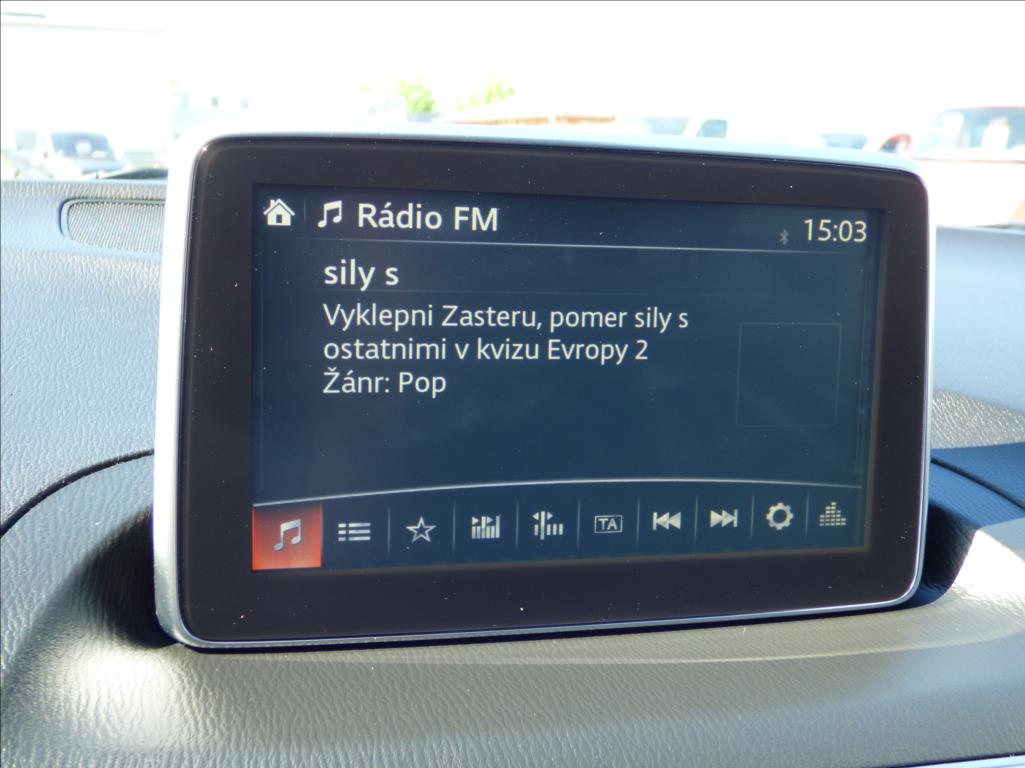 Rádio FM
15:03
sily s
Vyklepni Zasteru, pomer sily s
ostatnimi v kvizu Evropy 2
Žánr: Pop
TA